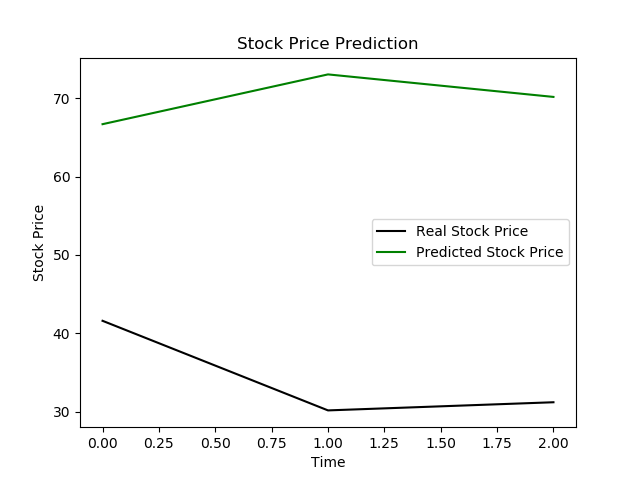 Stock Price Prediction
Stock Price
70
60
50
40
30
Real Stock Price
Predicted Stock Price
0.00 0.25 0.50 0.75 1.00 1.25 1.50 1.75 2.00
Time